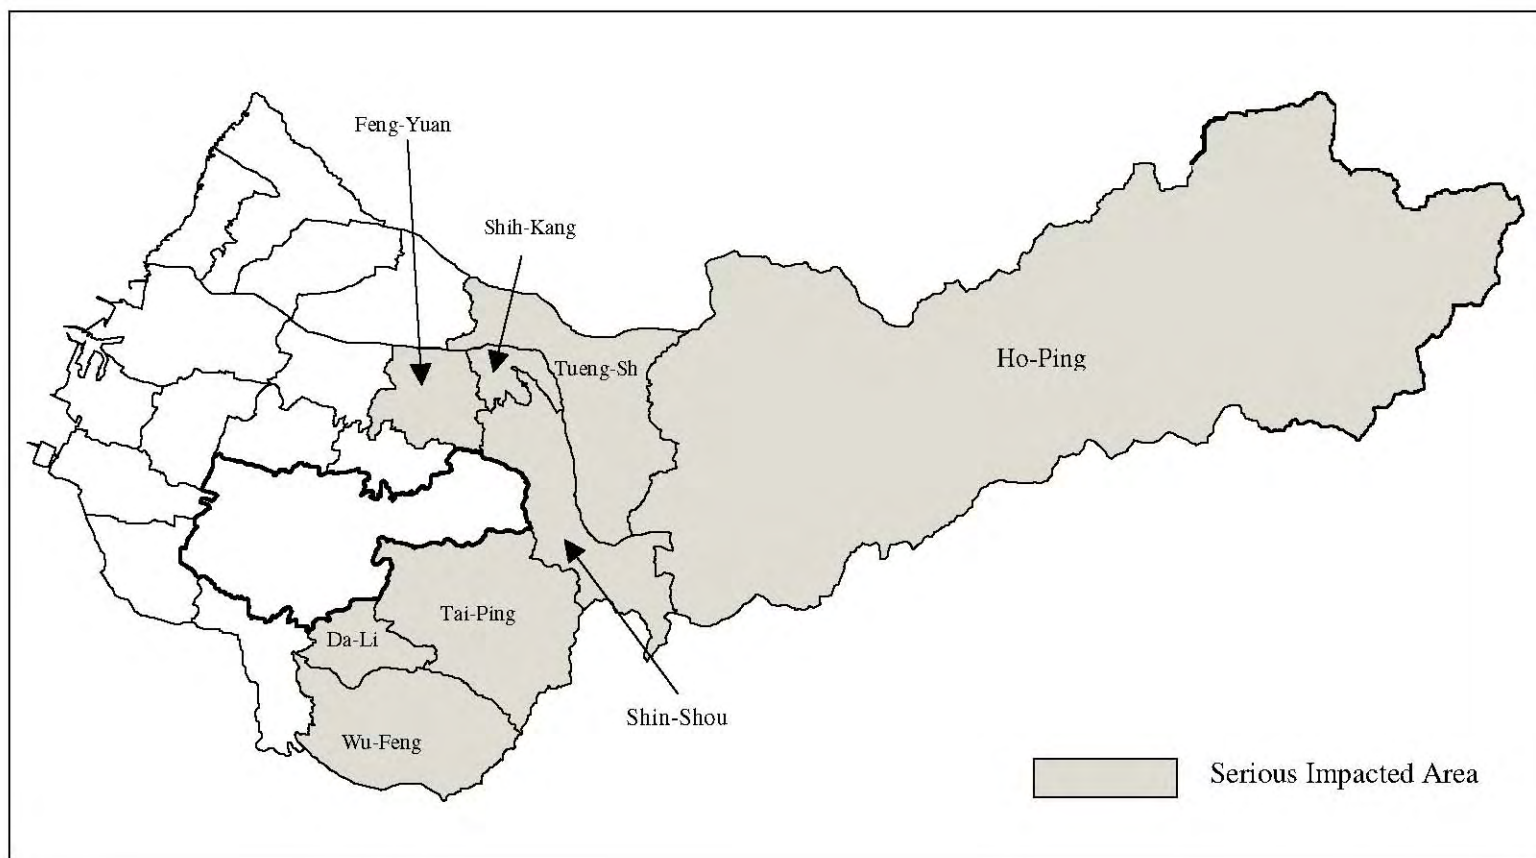 Feng-Yuan
Shih-Kang
Tueng-Sh
Ho-Ping
Tai-Ping
Da-Li
Shin-Shou
Wu-Feng
Serious Impacted Area